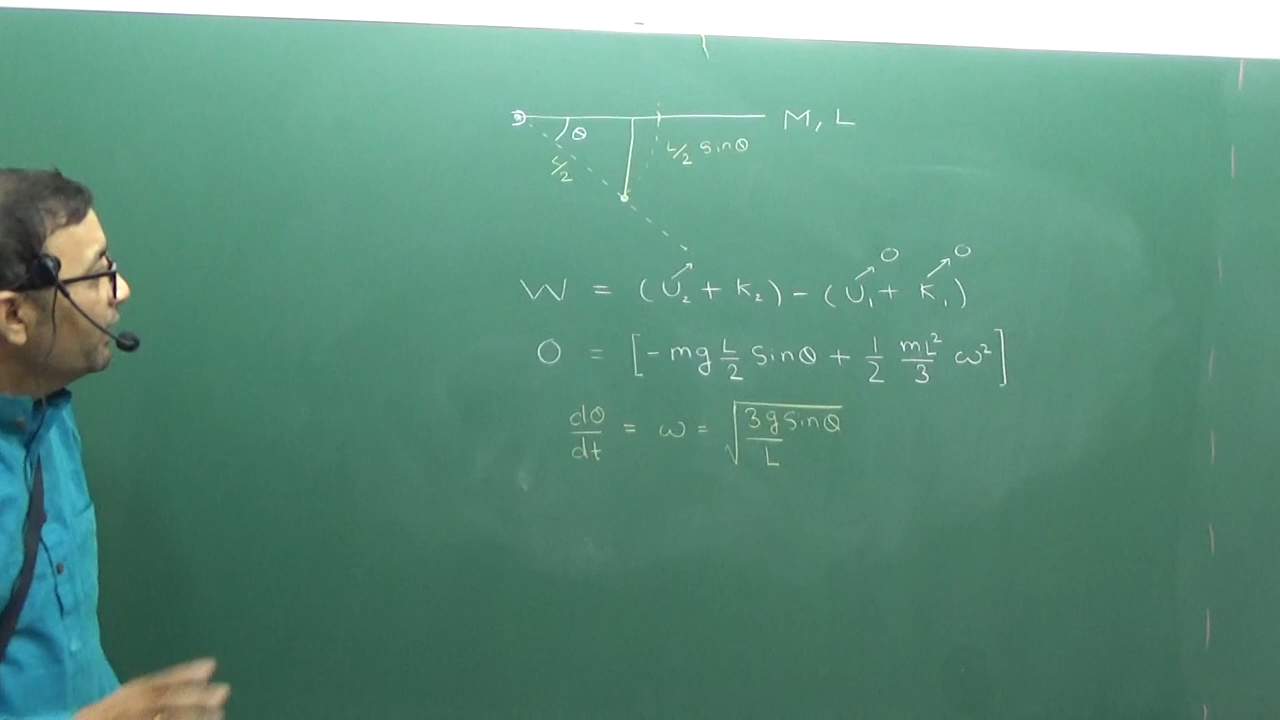 M, L
θ
L/2
L/2 sinθ
0 0
W = (U₂ + K₂) - (U₁ + K₁)
0 = [-mg L/2 sinθ + 1/2 mL²/3 ω²]
dθ/dt = ω = √(3g sinθ/L)